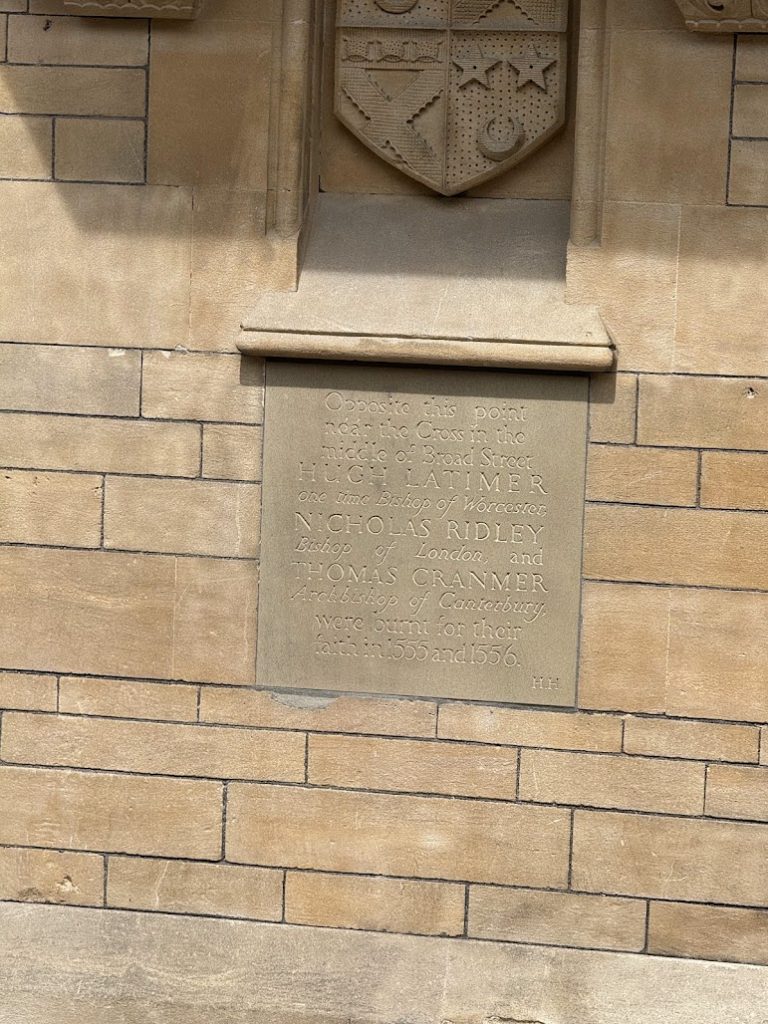 Opposite this point
near the Cross in the
middle of Broad Street
HUGH LATIMER
one time Bishop of Worcester,
NICHOLAS RIDLEY
Bishop of London, and
THOMAS CRANMER
Archbishop of Canterbury,
were burnt for their
faith in 1555 and 1556.
H.H